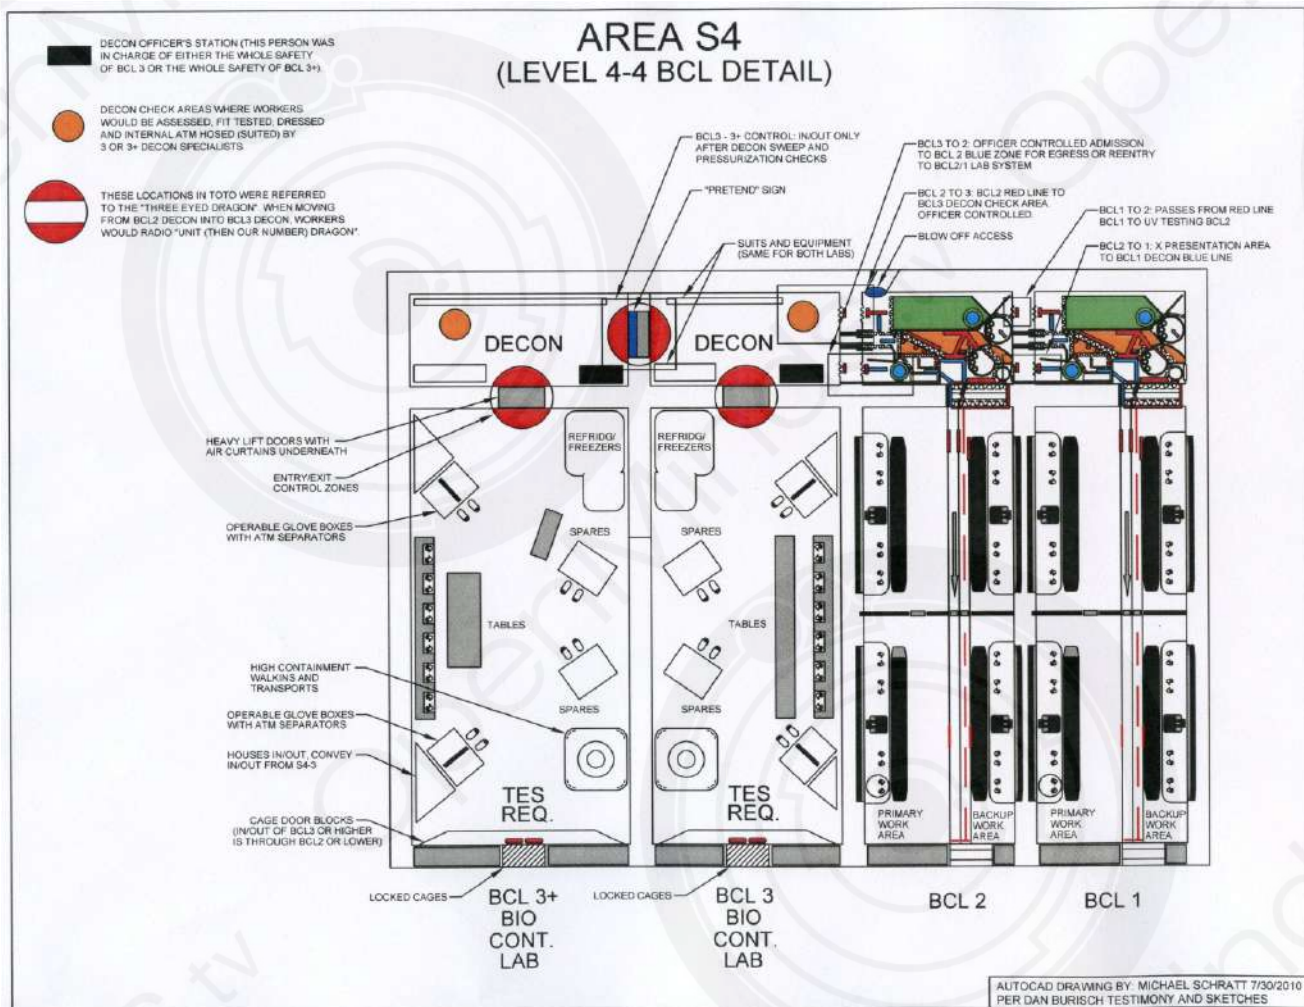 AREA S4
(LEVEL 4-4 BCL DETAIL)
DECON OFFICER'S STATION (THIS PERSON WAS
IN CHARGE OF EITHER THE WHOLE SAFETY
OF BCL 3 OR THE WHOLE SAFETY OF BCL 3+).
DECON CHECK AREAS WHERE WORKERS
WOULD BE ASSESSED, FIT TESTED, DRESSED
AND INTERNAL ATM HOSED (SUITED) BY
3 OR 3+ DECON SPECIALISTS
THESE LOCATIONS IN TOTO WERE REFERRED
TO THE "THREE EYED DRAGON". WHEN MOVING
FROM BCL2 DECON INTO BCL3 DECON, WORKERS
WOULD RADIO "UNIT (THEN OUR NUMBER) DRAGON".
BCL3 - 3+ CONTROL: IN/OUT ONLY
AFTER DECON SWEEP AND
PRESSURIZATION CHECKS
"PRETEND" SIGN
SUITS AND EQUIPMENT
(SAME FOR BOTH LABS)
BCL3 TO 2: OFFICER CONTROLLED ADMISSION
TO BCL 2 BLUE ZONE FOR EGRESS OR REENTRY
TO BCL2/1 LAB SYSTEM
BCL 2 TO 3: BCL2 RED LINE TO
BCL3 DECON CHECK AREA
OFFICER CONTROLLED.
BLOW OFF ACCESS
BCL1 TO 2: PASSES FROM RED LINE
BCL1 TO UV TESTING BCL2
BCL2 TO 1: X PRESENTATION AREA
TO BCL1 DECON BLUE LINE
DECON
DECON
HEAVY LIFT DOORS WITH
AIR CURTAINS UNDERNEATH
ENTRY/EXIT
CONTROL ZONES
OPERABLE GLOVE BOXES
WITH ATM SEPARATORS
REFRIDG/
FREEZERS
REFRIDG/
FREEZERS
SPARES
SPARES
TABLES
TABLES
HIGH CONTAINMENT
WALKINS AND
TRANSPORTS
SPARES
SPARES
OPERABLE GLOVE BOXES
WITH ATM SEPARATORS
HOUSES IN/OUT, CONVEY
IN/OUT FROM S4-3
TES
REQ.
TES
REQ.
CAGE DOOR BLOCKS
(IN/OUT OF BCL3 OR HIGHER
IS THROUGH BCL2 OR LOWER)
PRIMARY
WORK
AREA
BACKUP
WORK
AREA
PRIMARY
WORK
AREA
BACKUP
WORK
AREA
LOCKED CAGES
LOCKED CAGES
BCL 3+
BIO
CONT.
LAB
BCL 3
BIO
CONT.
LAB
BCL 2
BCL 1
AUTOCAD DRAWING BY: MICHAEL SCHRATT 7/30/2010
PER DAN BURISCH TESTIMONY AND SKETCHES